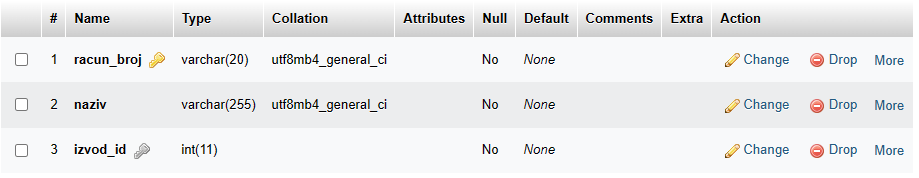 # Name Type Collation Attributes Null Default Comments Extra Action
1 racun_broj varchar(20) utf8mb4_general_ci No None Change Drop More
2 naziv varchar(255) utf8mb4_general_ci No None Change Drop More
3 izvod_id int(11) No None Change Drop More